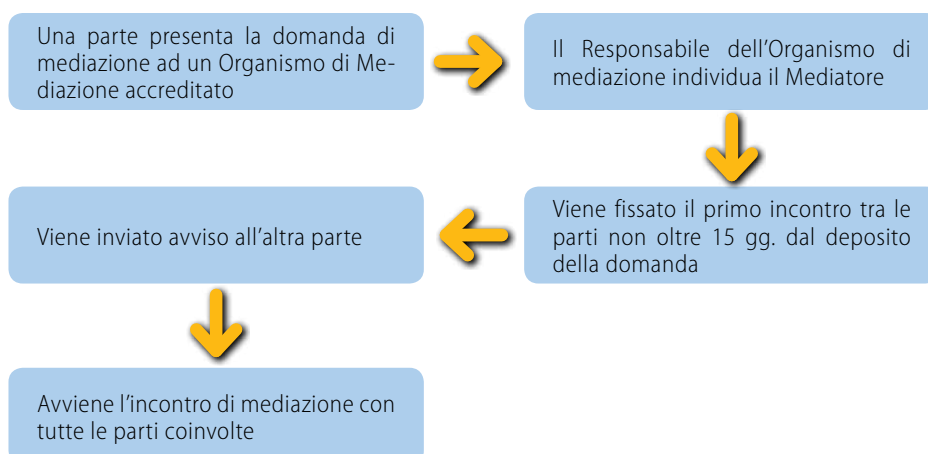 Una parte presenta la domanda di
mediazione ad un Organismo di Me-
diazione accreditato
Il Responsabile dell'Organismo di
mediazione individua il Mediatore
Viene fissato il primo incontro tra le
parti non oltre 15 gg. dal deposito
della domanda
Viene inviato avviso all'altra parte
Avviene l'incontro di mediazione con
tutte le parti coinvolte